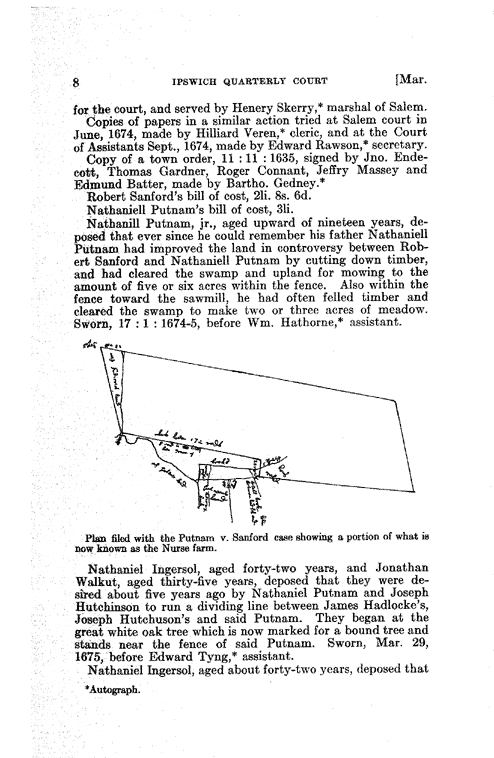 8 IPSWICH QUARTERLY COURT [Mar.
for the court, and served by Henery Skerry,* marshal of Salem.
Copies of papers in a similar action tried at Salem court in
June, 1674, made by Hilliard Veren,* cleric, and at the Court
of Assistants Sept., 1674, made by Edward Rawson,* secretary.
Copy of a town order, 11 : 11 : 1635, signed by Jno. Ende-
cott, Thomas Gardner, Roger Connant, Jeffry Massey and
Edmund Batter, made by Bartho. Gedney.*
Robert Sanford's bill of cost, 2li. 8s. 6d.
Nathaniell Putnam's bill of cost, 3li.
Nathanill Putnam, jr., aged upward of nineteen years, de-
posed that ever since he could remember his father Nathaniell
Putnam had improved the land in controversy between Rob-
ert Sanford and Nathaniell Putnam by cutting down timber,
and had cleared the swamp and upland for mowing to the
amount of five or six acres within the fence. Also within the
fence toward the sawmill, he had often felled timber and
cleared the swamp to make two or three acres of meadow.
Sworn, 17 : 1 : 1674-5, before Wm. Hathorne,* assistant.
Plan filed with the Putnam v. Sanford case showing a portion of what is
now known as the Nurse farm.
Nathaniel Ingersol, aged forty-two years, and Jonathan
Walkut, aged thirty-five years, deposed that they were de-
sired about five years ago by Nathaniel Putnam and Joseph
Hutchinson to run a dividing line between James Hadlocke's,
Joseph Hutchuson's and said Putnam. They began at the
great white oak tree which is now marked for a bound tree and
stands near the fence of said Putnam. Sworn, Mar. 29,
1675, before Edward Tyng,* assistant.
Nathaniel Ingersol, aged about forty-two years, deposed that
*Autograph.